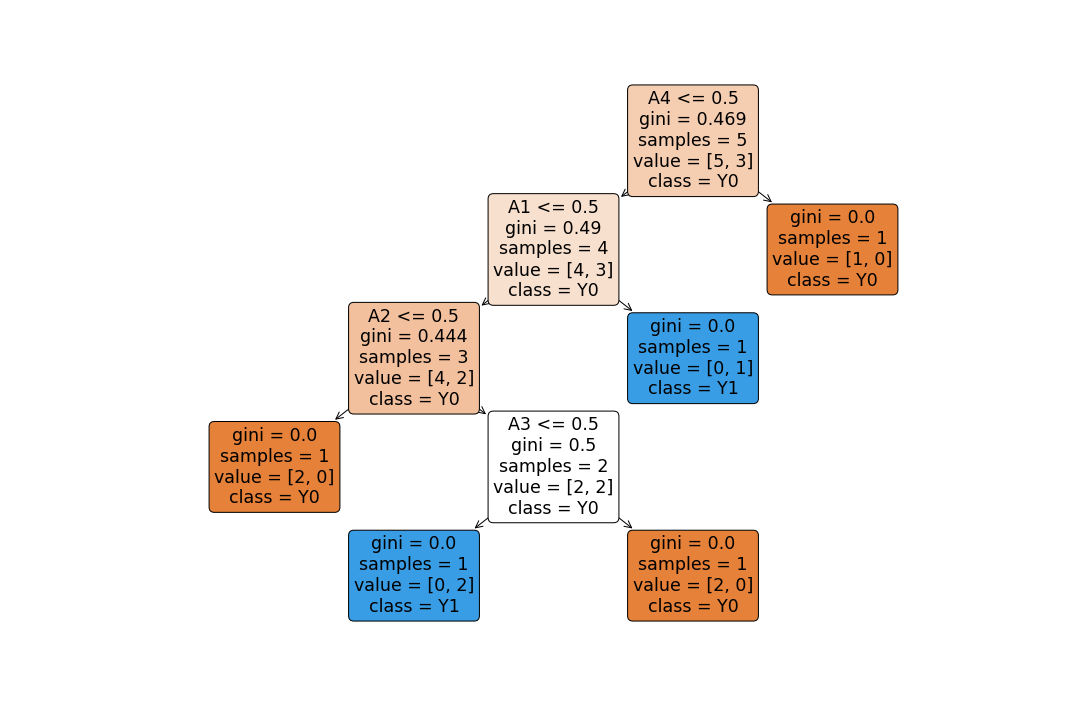 A4 <= 0.5
gini = 0.469
samples = 5
value = [5, 3]
class = Y0
A1 <= 0.5
gini = 0.49
samples = 4
value = [4, 3]
class = Y0
gini = 0.0
samples = 1
value = [1, 0]
class = Y0
A2 <= 0.5
gini = 0.444
samples = 3
value = [4, 2]
class = Y0
gini = 0.0
samples = 1
value = [0, 1]
class = Y1
gini = 0.0
samples = 1
value = [2, 0]
class = Y0
A3 <= 0.5
gini = 0.5
samples = 2
value = [2, 2]
class = Y0
gini = 0.0
samples = 1
value = [0, 2]
class = Y1
gini = 0.0
samples = 1
value = [2, 0]
class = Y0